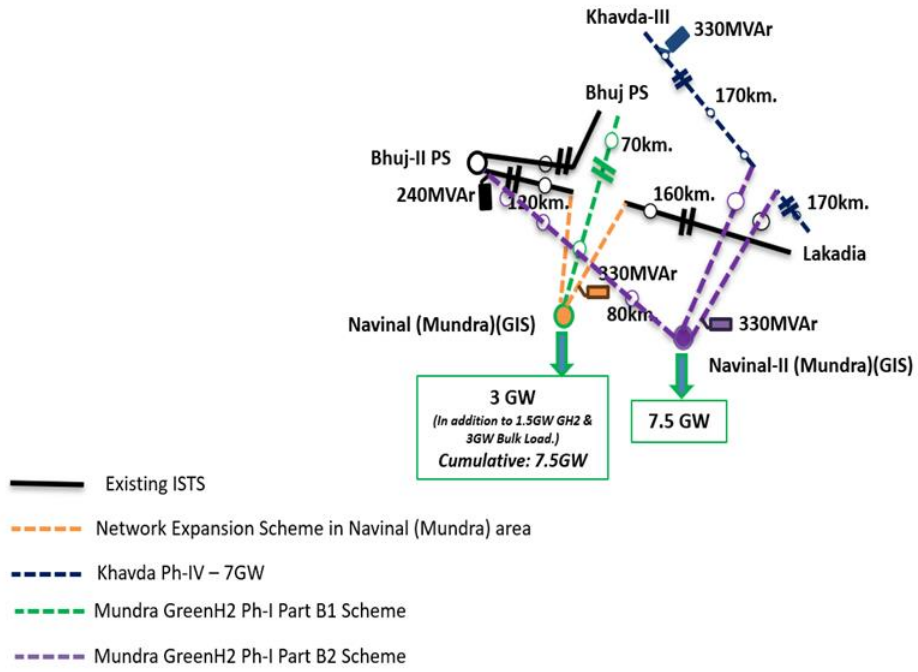 Khavda-III
330MVAr
170km.
Bhuj PS
70km.
Bhuj-II PS
240MVAr
120km.
160km.
170km.
Lakadia
330MVAr
80km
Navinal (Mundra)(GIS)
330MVAr
Navinal-II (Mundra)(GIS)
3 GW
(In addition to 1.5GW GH2 &
3GW Bulk Load.)
Cumulative: 7.5GW
7.5 GW
Existing ISTS
Network Expansion Scheme in Navinal (Mundra) area
Khavda Ph-IV – 7GW
Mundra GreenH2 Ph-I Part B1 Scheme
Mundra GreenH2 Ph-I Part B2 Scheme